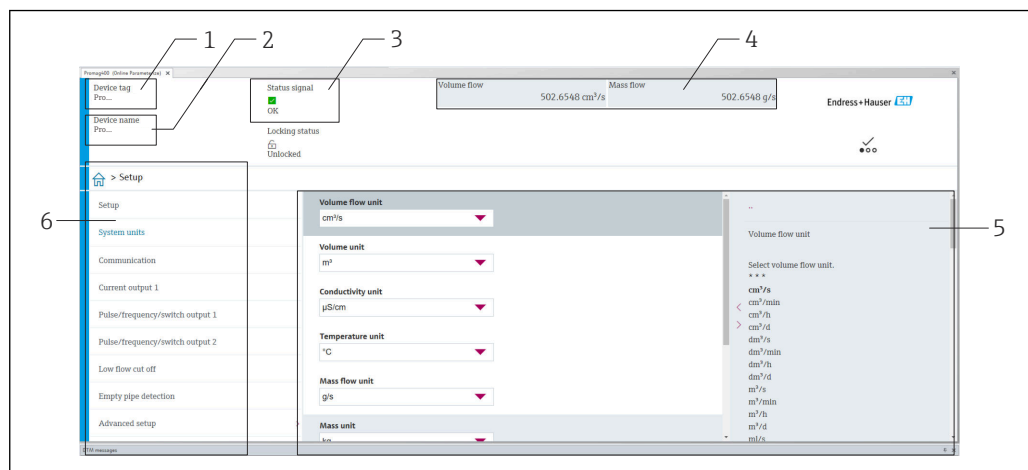 1
2
3
4
Promag400 (Online Parameterize) ×
×
Device tag
Pro...
Status signal
OK
Volume flow
502.6548 cm³/s
Mass flow
502.6548 g/s
Endress+Hauser EH
Device name
Pro...
Locking status
Unlocked
> Setup
6
5
Setup
System units
Communication
Current output 1
Pulse/frequency/switch output 1
Pulse/frequency/switch output 2
Low flow cut off
Empty pipe detection
Advanced setup
Volume flow unit
cm³/s
Volume unit
m³
Conductivity unit
µS/cm
Temperature unit
°C
Mass flow unit
g/s
Mass unit
kg
..
Volume flow unit
Select volume flow unit.
* * *
cm³/s
cm³/min
cm³/h
cm³/d
dm³/s
dm³/min
dm³/h
dm³/d
m³/s
m³/min
m³/h
m³/d
ml/s
DTM messages